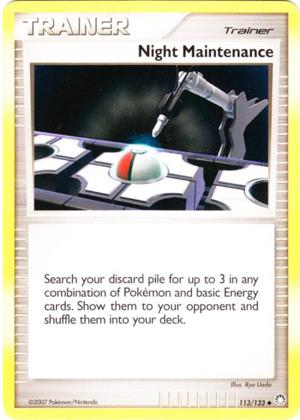 TRAINER
Trainer
Night Maintenance
Search your discard pile for up to 3 in any
combination of Pokémon and basic Energy
cards. Show them to your opponent and
shuffle them into your deck.
Illus. Ryo Ueda
©2007 Pokémon/Nintendo
113/123